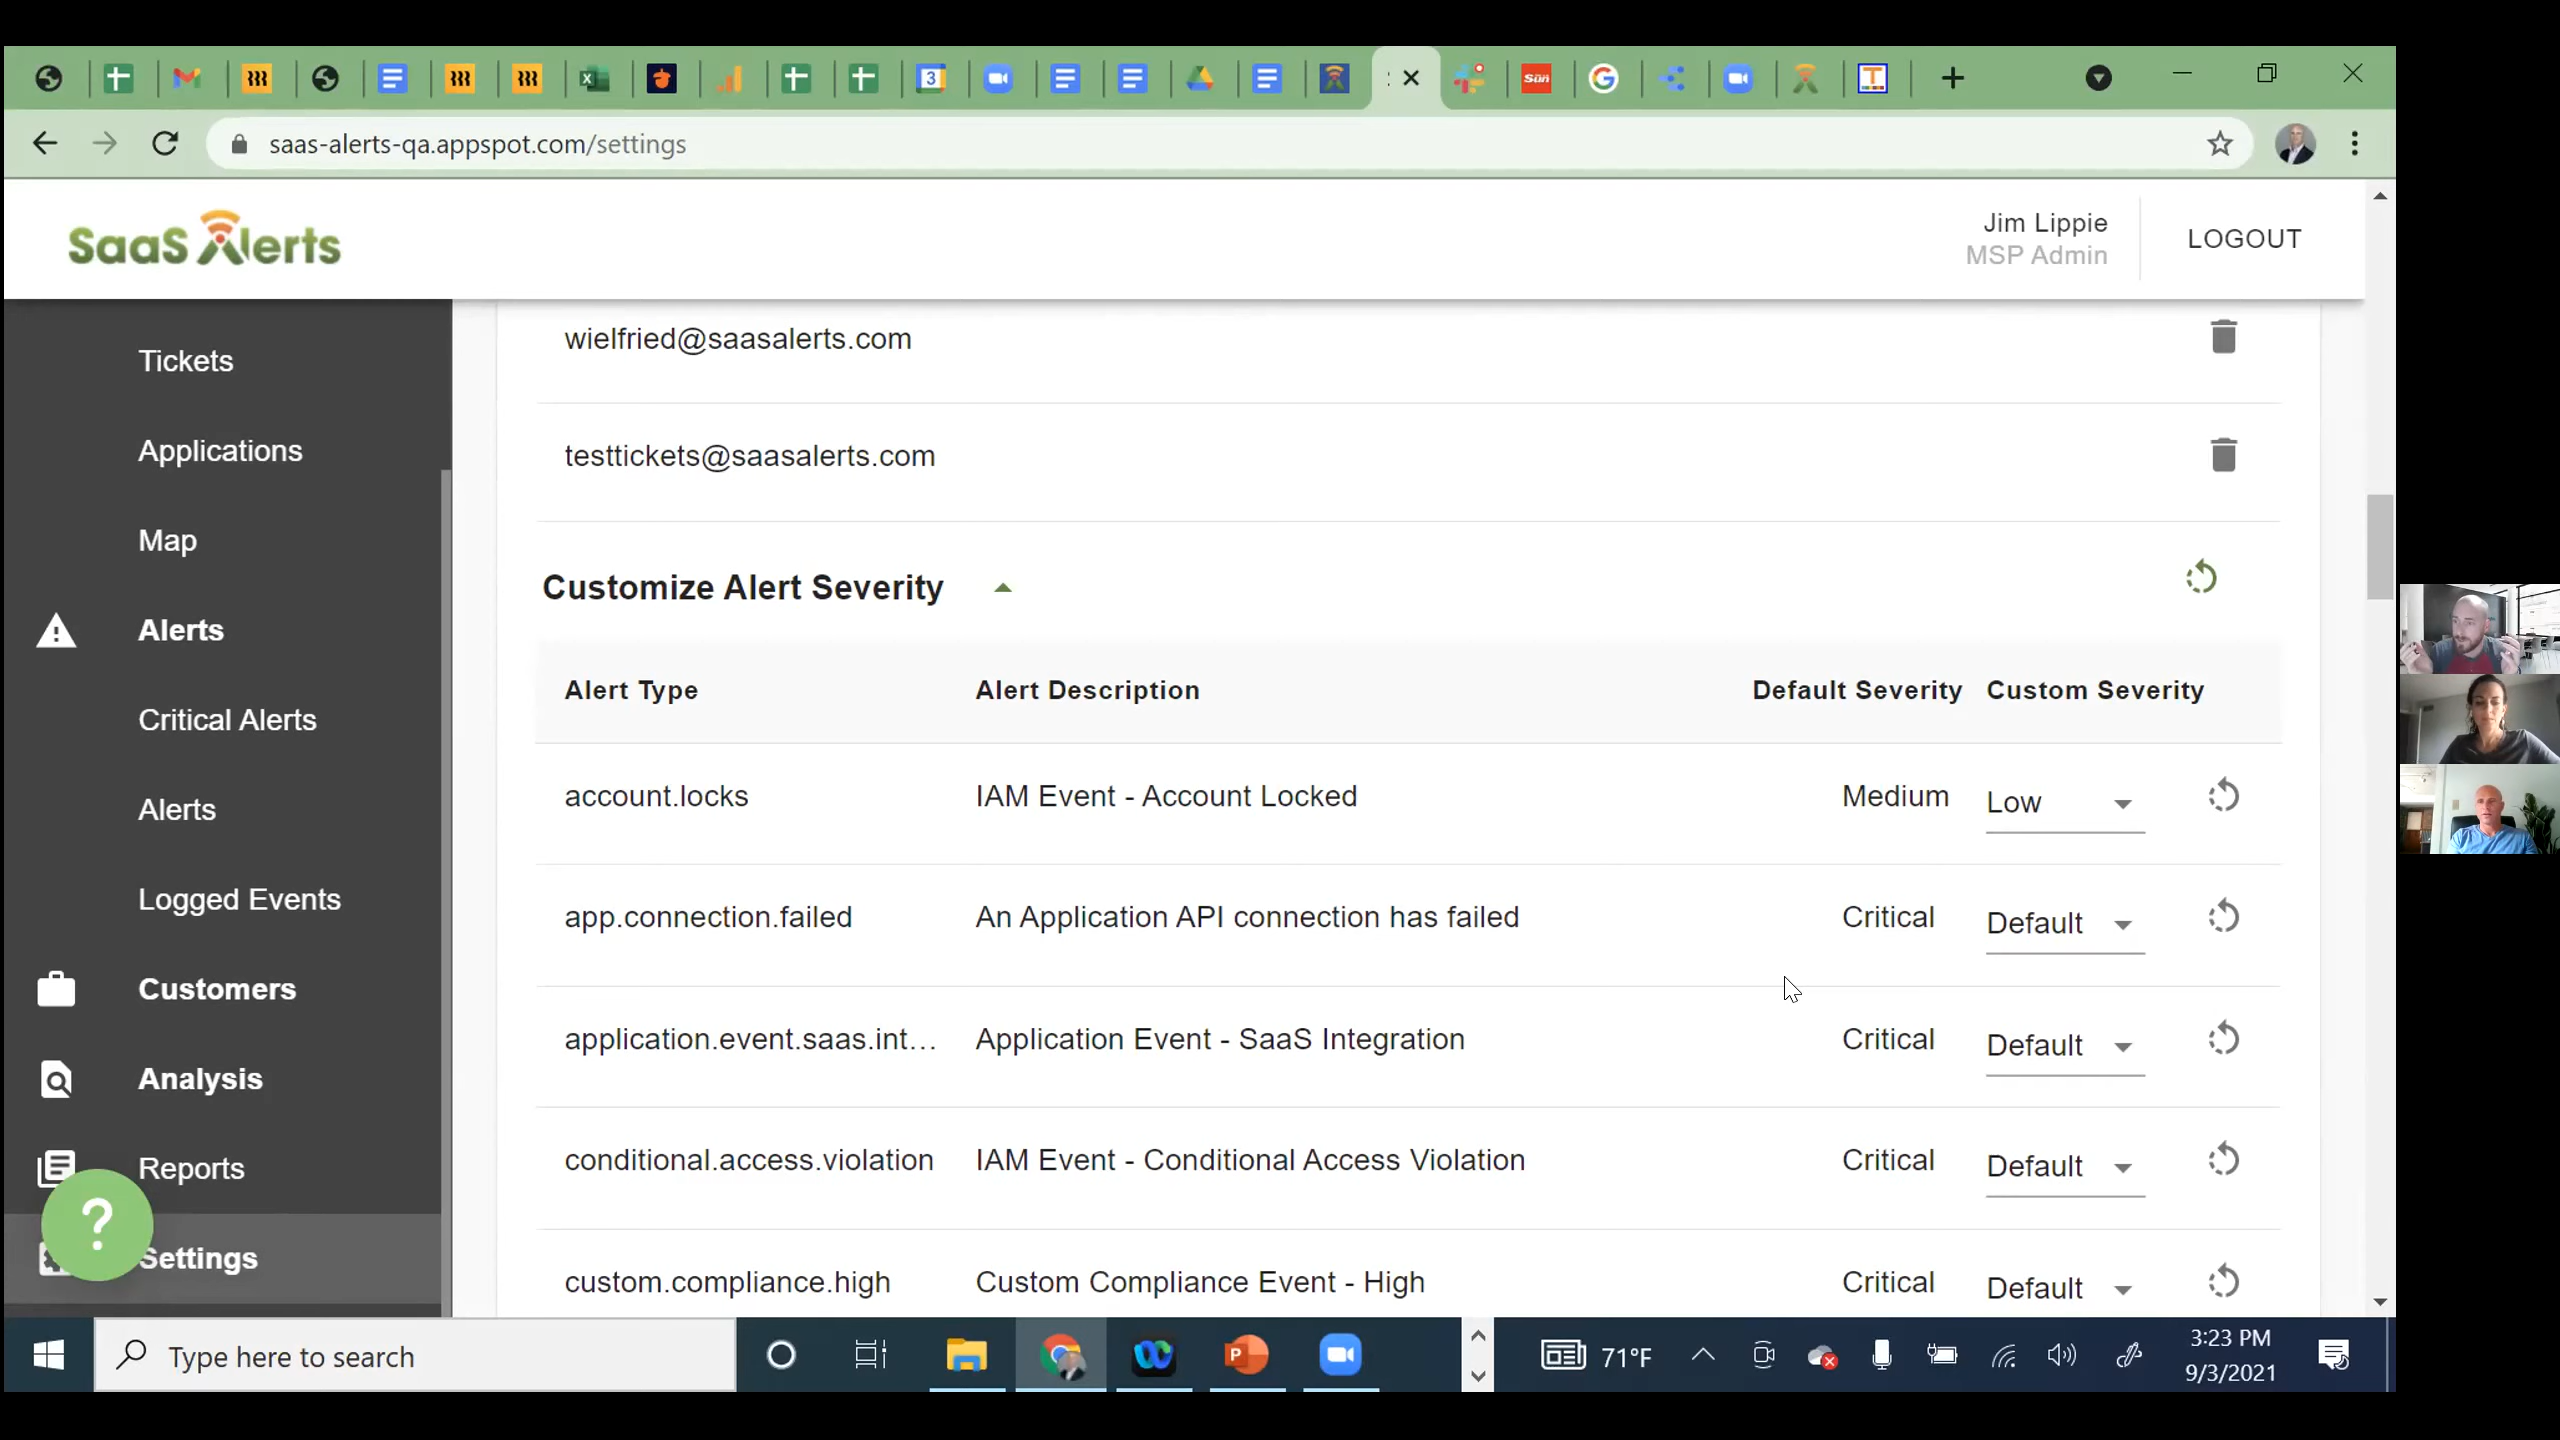 saas-alerts-qa.appspot.com/settings
SaaS Alerts
Jim Lippie
MSP Admin
LOGOUT
Tickets
Applications
Map
Alerts
Critical Alerts
Alerts
Logged Events
Customers
Analysis
Reports
Settings
?
wielfried@saasalerts.com
testtickets@saasalerts.com
Customize Alert Severity
Alert Type Alert Description Default Severity Custom Severity
account.locks IAM Event - Account Locked Medium Low
app.connection.failed An Application API connection has failed Critical Default
application.event.saas.int... Application Event - SaaS Integration Critical Default
conditional.access.violation IAM Event - Conditional Access Violation Critical Default
custom.compliance.high Custom Compliance Event - High Critical Default
Type here to search
71°F
3:23 PM
9/3/2021